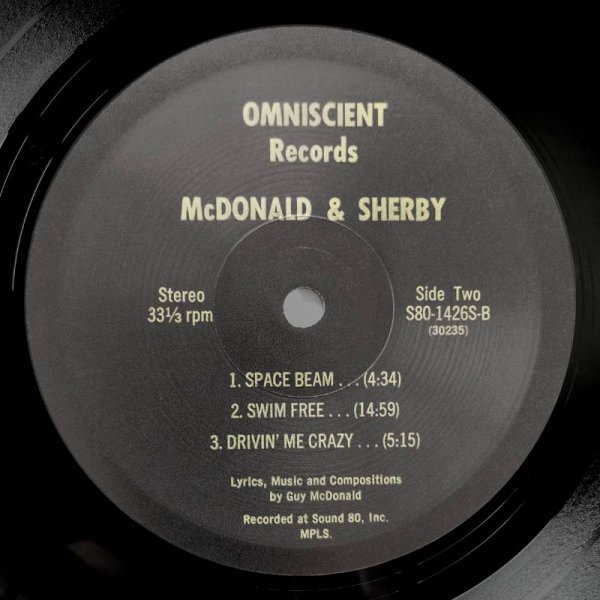 OMNISCIENT
Records
McDONALD & SHERBY
Stereo
33⅓ rpm
Side Two
S80-1426S-B
(30235)
1. SPACE BEAM . . . (4:34)
2. SWIM FREE . . . (14:59)
3. DRIVIN' ME CRAZY . . . (5:15)
Lyrics, Music and Compositions
by Guy McDonald
Recorded at Sound 80, Inc.
MPLS.